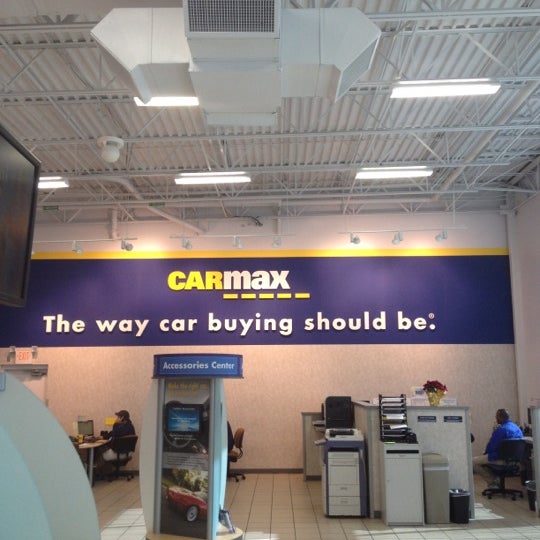 CARMAX
The way car buying should be.®
EXIT
Accessories Center